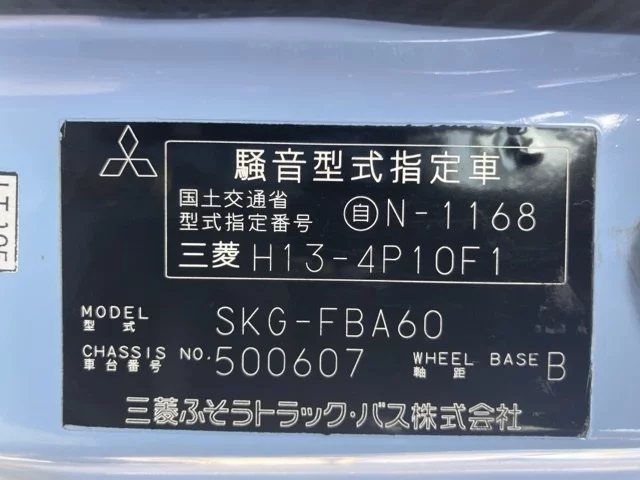 騒音型式指定車
国土交通省
型式指定番号 自N-1168
三菱 H13-4P10F1
MODEL SKG-FBA60
型式
CHASSIS NO. 500607 WHEEL BASE B
車台番号 軸距
三菱ふそうトラック・バス株式会社